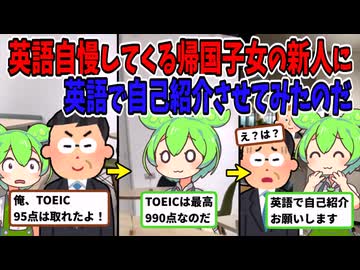 英語自慢してくる帰国子女の新人に
英語で自己紹介させてみたのだ
え？は？
俺、TOEIC
95点は取れたよ！
TOEICは最高
990点なのだ
英語で自己紹介
お願いします